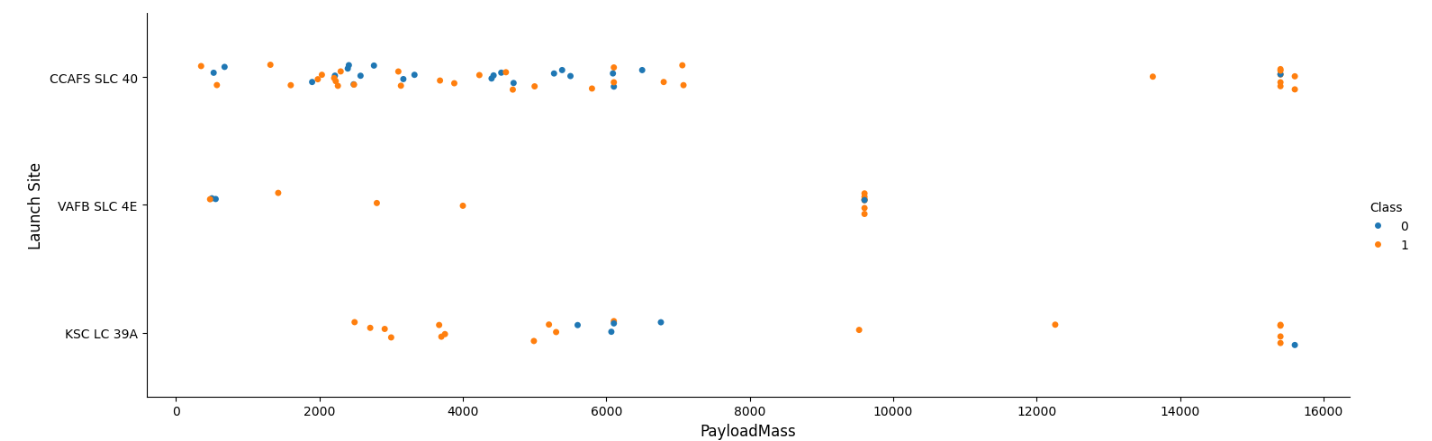 CCAFS SLC 40
VAFB SLC 4E
KSC LC 39A
Launch Site
0 2000 4000 6000 8000 10000 12000 14000 16000
PayloadMass
Class
0
1